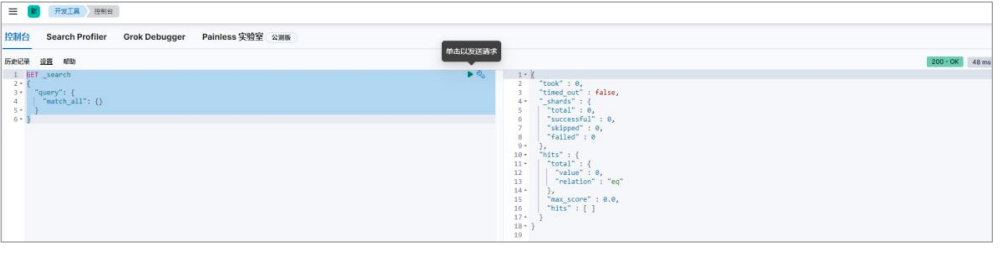 开发工具 控制台
控制台 Search Profiler Grok Debugger Painless 实验室 公测版
单击以发送请求
历史记录 设置 帮助
200 - OK 48 ms
1 GET _search
2 {
3 "query": {
4 "match_all": {}
5 }
6 }
1 {
2 "took" : 0,
3 "timed_out" : false,
4 "_shards" : {
5 "total" : 0,
6 "successful" : 0,
7 "skipped" : 0,
8 "failed" : 0
9 },
10 "hits" : {
11 "total" : {
12 "value" : 0,
13 "relation" : "eq"
14 },
15 "max_score" : 0.0,
16 "hits" : [ ]
17 }
18 }
19